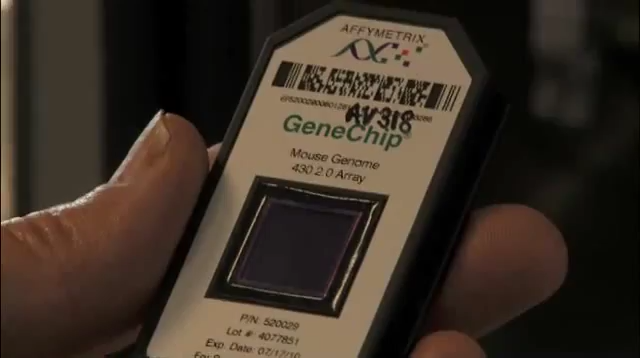 AFFYMETRIX
AV318
GeneChip®
Mouse Genome
430 2.0 Array
P/N: 520029
Lot #: 4077851
Exp. Date: 07/17/10